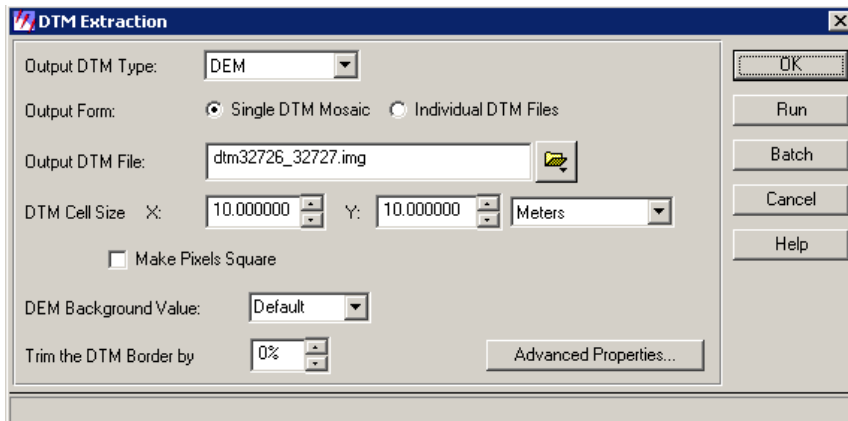 DTM Extraction
Output DTM Type: DEM
OK
Output Form: Single DTM Mosaic Individual DTM Files
Run
Output DTM File: dtm32726_32727.img
Batch
DTM Cell Size X: 10.000000 Y: 10.000000 Meters
Cancel
Make Pixels Square
Help
DEM Background Value: Default
Trim the DTM Border by 0% Advanced Properties...